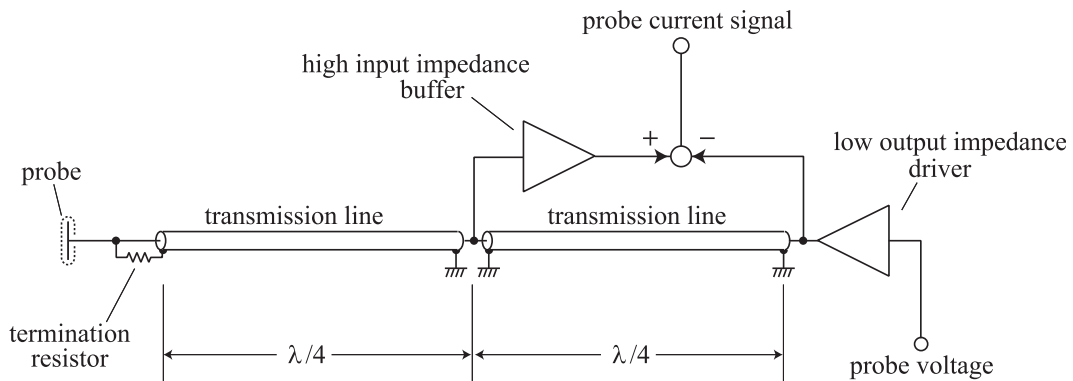 probe current signal
high input impedance
buffer
+
−
low output impedance
driver
probe
transmission line
transmission line
termination
resistor
λ/4
λ/4
probe voltage